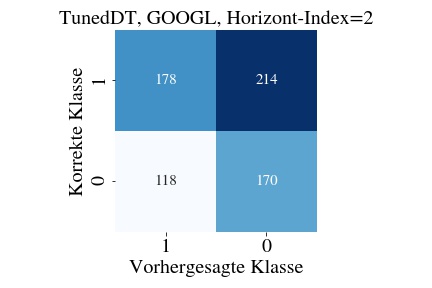 TunedDT, GOOGL, Horizont-Index=2
Korrekte Klasse
1
178 214
0
118 170
1 0
Vorhergesagte Klasse